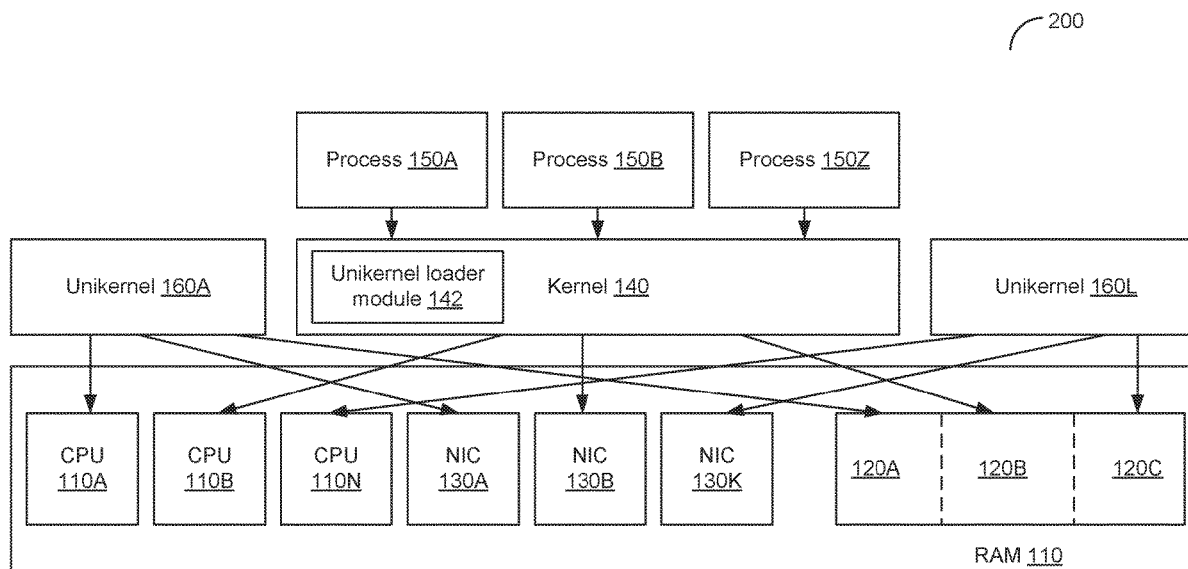 200
Process 150A
Process 150B
Process 150Z
Unikernel 160A
Unikernel loader
module 142
Kernel 140
Unikernel 160L
CPU
110A
CPU
110B
CPU
110N
NIC
130A
NIC
130B
NIC
130K
120A
120B
120C
RAM 110